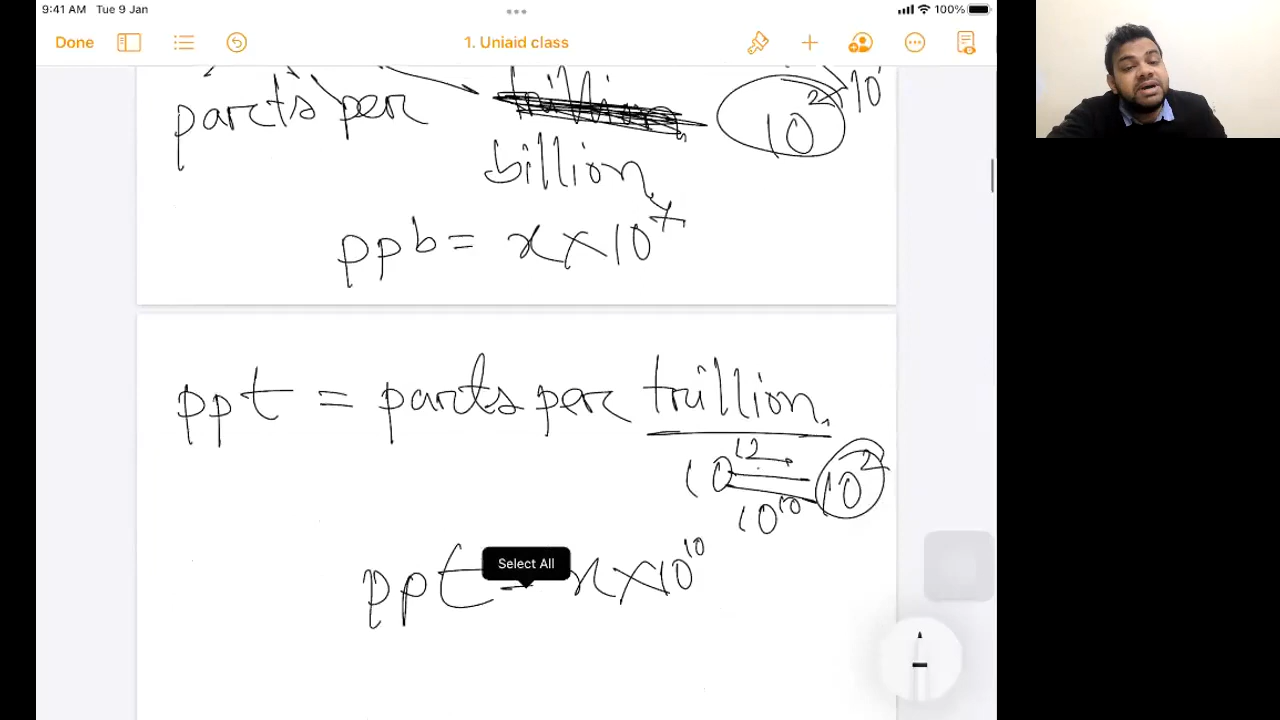 9:41 AM Tue 9 Jan
100%
Done
1. Uniaid class
parts per
10²
billion
ppb = x × 10⁷
ppt = parts per trillion
10¹²
10²
10¹⁰
ppt = x × 10¹⁰
Select All